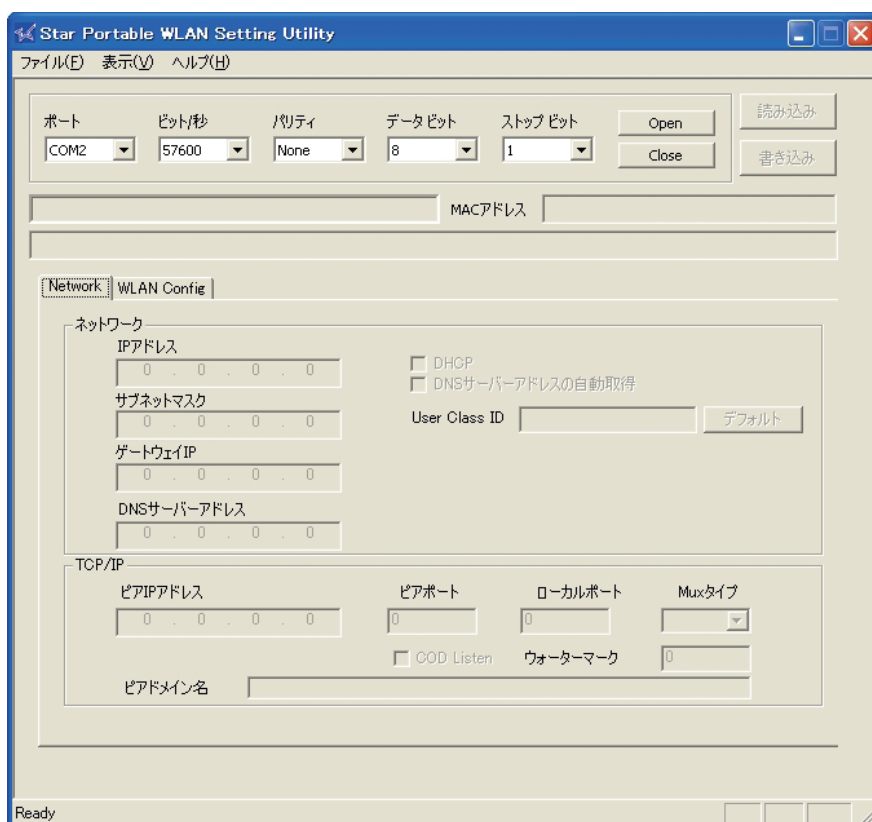 Star Portable WLAN Setting Utility
ファイル(F) 表示(V) ヘルプ(H)
ポート ビット/秒 パリティ データ ビット ストップ ビット
COM2 57600 None 8 1
Open
Close
読み込み
書き込み
MACアドレス
Network WLAN Config
ネットワーク
IPアドレス
0 . 0 . 0 . 0
DHCP
DNSサーバーアドレスの自動取得
サブネットマスク
0 . 0 . 0 . 0
User Class ID デフォルト
ゲートウェイIP
0 . 0 . 0 . 0
DNSサーバーアドレス
0 . 0 . 0 . 0
TCP/IP
ピアIPアドレス ピアポート ローカルポート Muxタイプ
0 . 0 . 0 . 0 0 0
COD Listen ウォーターマーク 0
ピアドメイン名
Ready